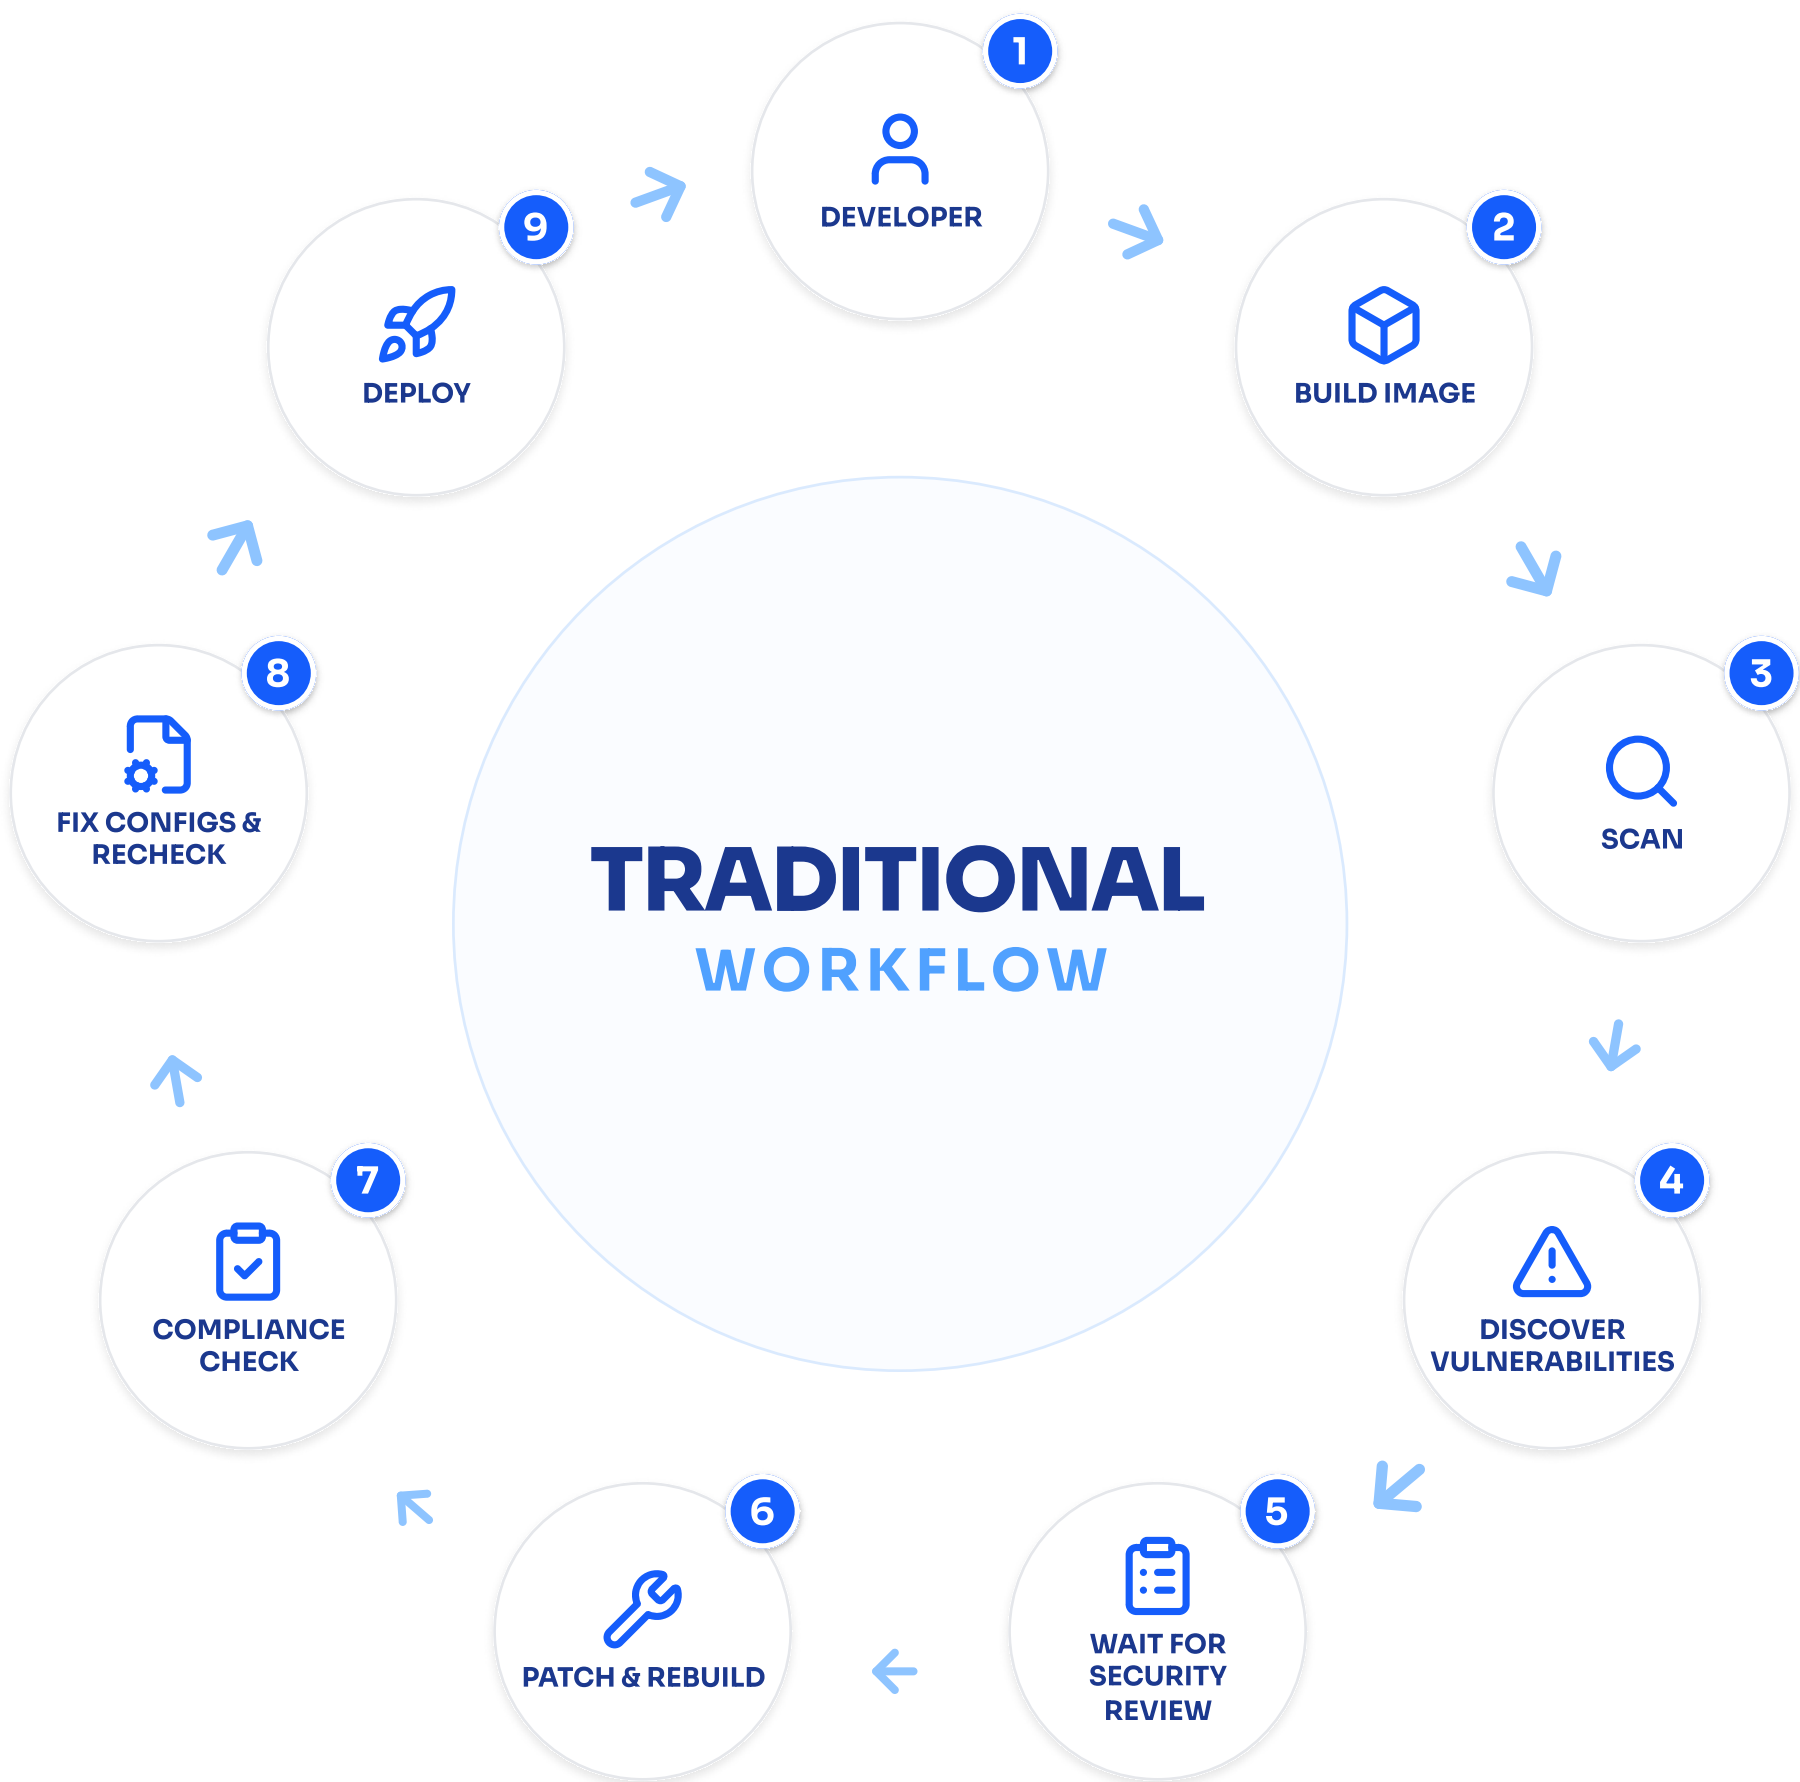 1
DEVELOPER
2
BUILD IMAGE
3
SCAN
4
DISCOVER
VULNERABILITIES
5
WAIT FOR
SECURITY
REVIEW
6
PATCH & REBUILD
7
COMPLIANCE
CHECK
8
FIX CONFIGS &
RECHECK
9
DEPLOY
TRADITIONAL
WORKFLOW